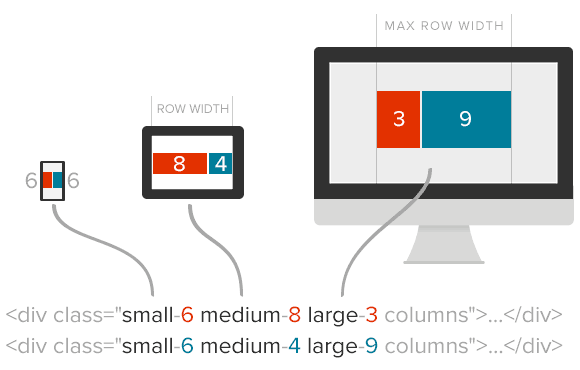 MAX ROW WIDTH
ROW WIDTH
3 9
8 4
6 6
<div class="small-6 medium-8 large-3 columns">...</div>
<div class="small-6 medium-4 large-9 columns">...</div>